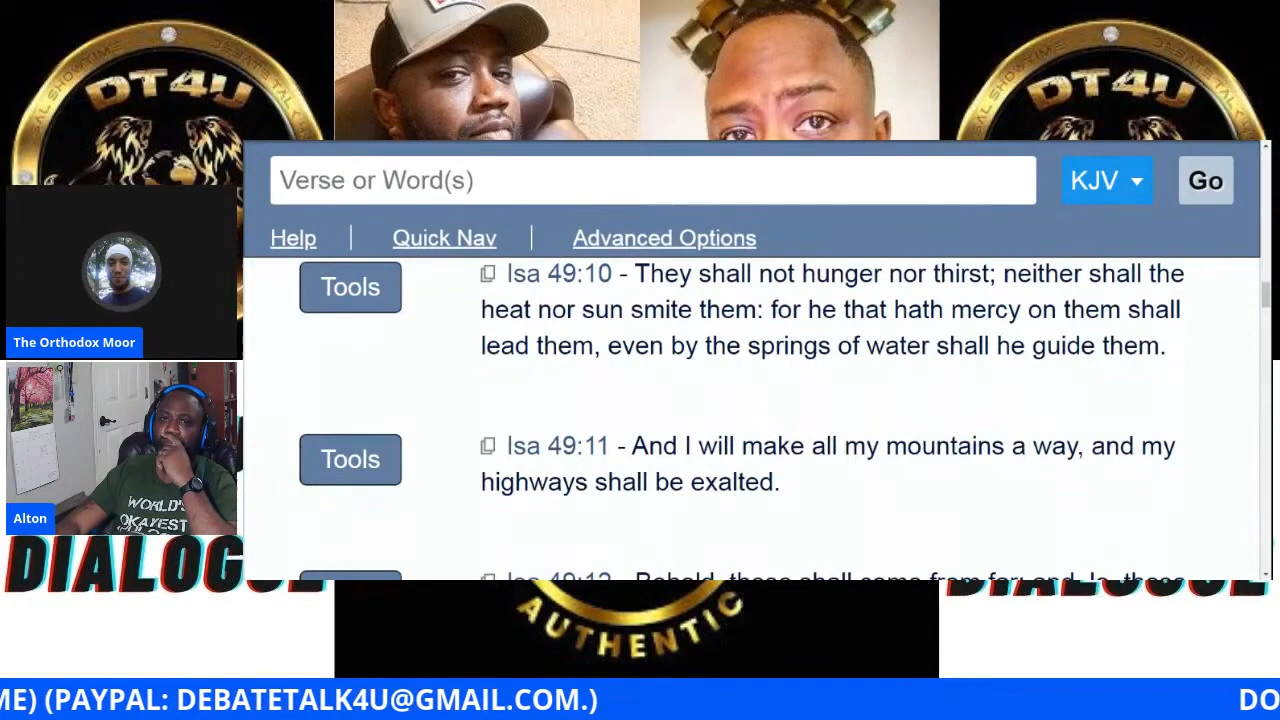 DT4U
DT4U
Verse or Word(s)
KJV
Go
Help
Quick Nav
Advanced Options
Tools
Isa 49:10 - They shall not hunger nor thirst; neither shall the
heat nor sun smite them: for he that hath mercy on them shall
lead them, even by the springs of water shall he guide them.
The Orthodox Moor
Tools
Isa 49:11 - And I will make all my mountains a way, and my
highways shall be exalted.
WORLD'S
OKAYEST
Alton
AUTHENTIC
ME) (PAYPAL: DEBATETALK4U@GMAIL.COM.)
DO